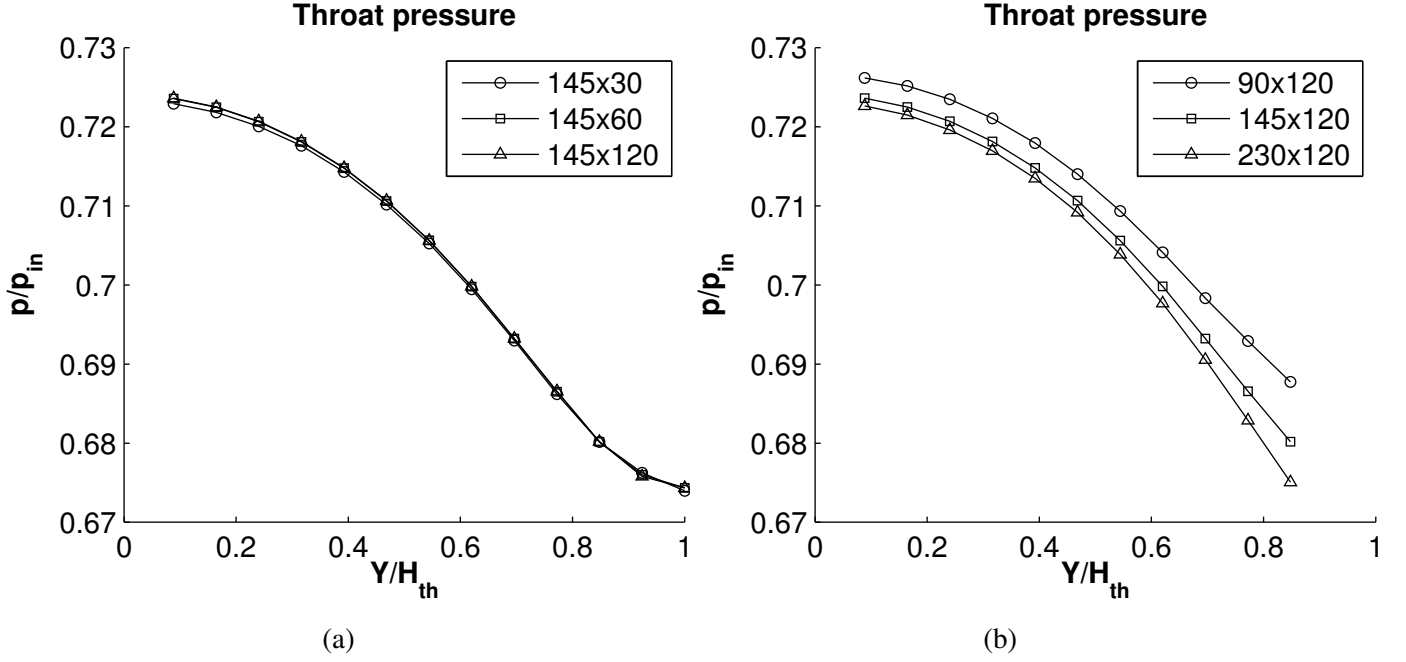 Throat pressure
0.73
0.72
0.71
0.7
0.69
0.68
0.67
p/p_in
0
0.2
0.4
0.6
0.8
1
Y/H_th
145x30
145x60
145x120
(a)
Throat pressure
0.73
0.72
0.71
0.7
0.69
0.68
0.67
p/p_in
0
0.2
0.4
0.6
0.8
1
Y/H_th
90x120
145x120
230x120
(b)